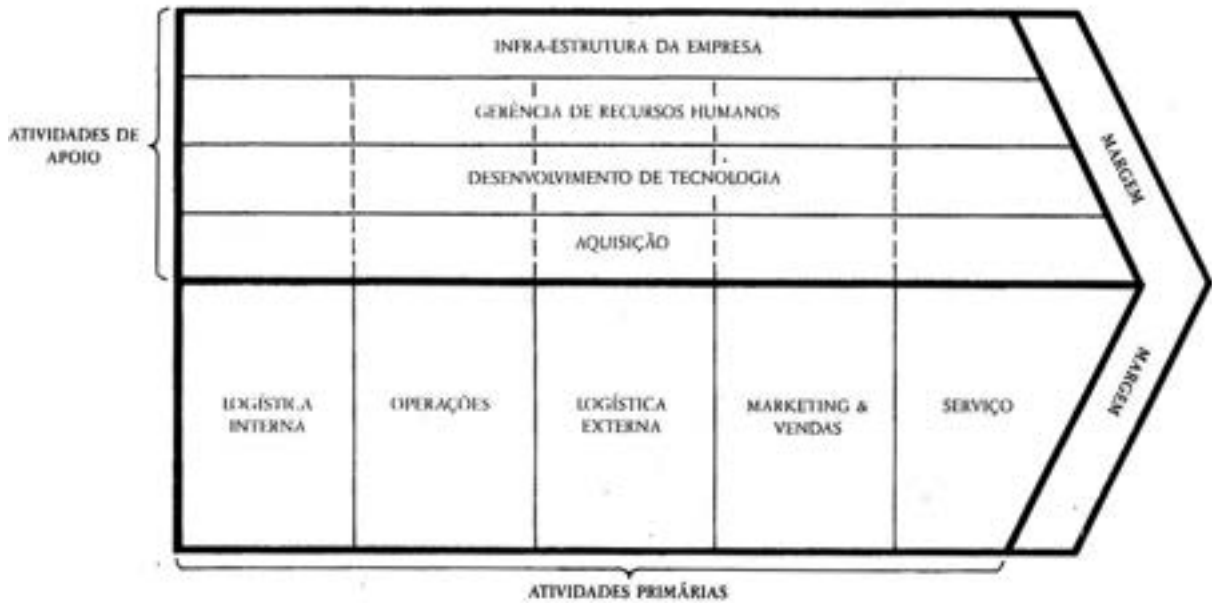 INFRA-ESTRUTURA DA EMPRESA
GERÊNCIA DE RECURSOS HUMANOS
ATIVIDADES DE
APOIO
DESENVOLVIMENTO DE TECNOLOGIA
AQUISIÇÃO
MARGEM
MARGEM
LOGÍSTICA
INTERNA
OPERAÇÕES
LOGÍSTICA
EXTERNA
MARKETING &
VENDAS
SERVIÇO
ATIVIDADES PRIMÁRIAS